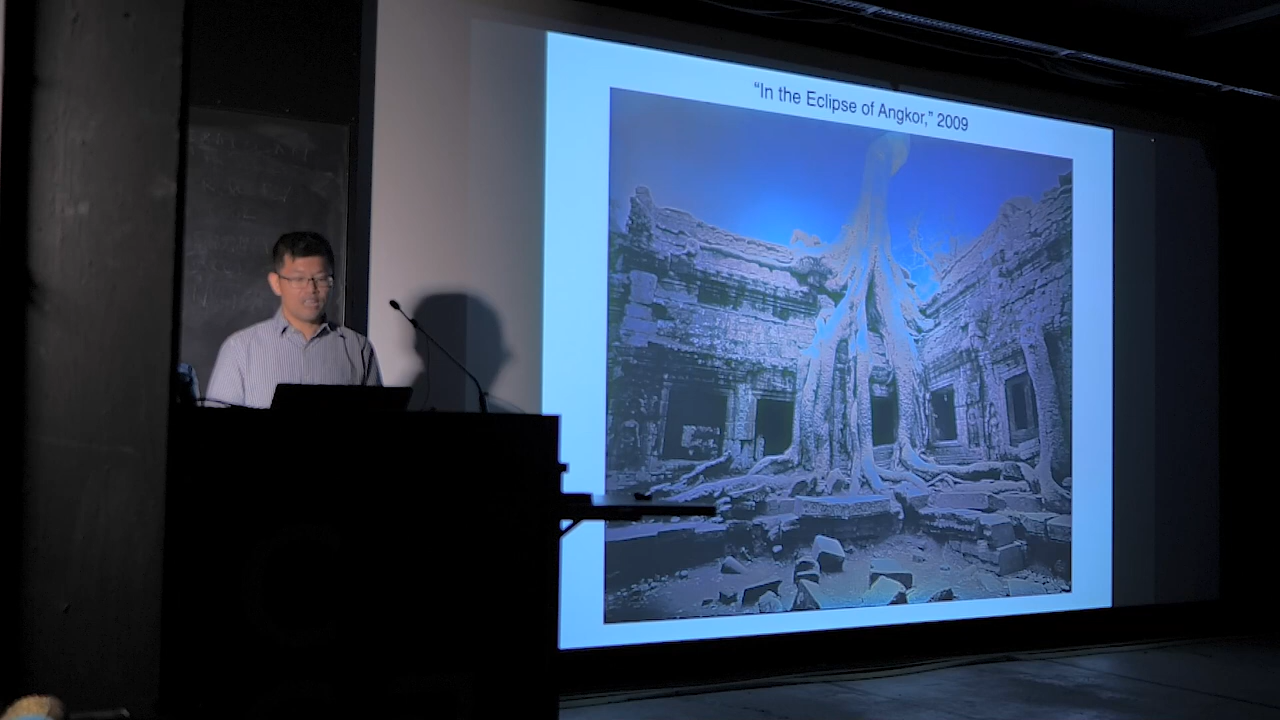 “In the Eclipse of Angkor,” 2009